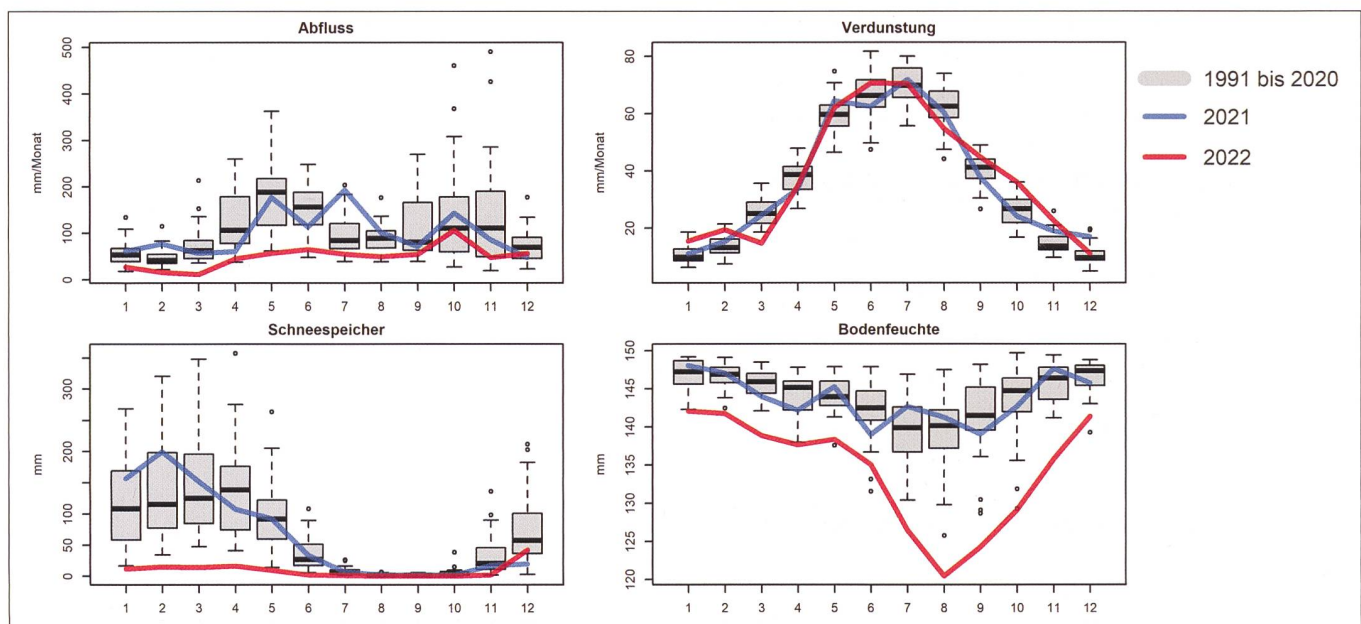 Abfluss
mm/Monat
500
400
300
200
100
0
1 2 3 4 5 6 7 8 9 10 11 12
Verdunstung
mm/Monat
80
60
40
20
1 2 3 4 5 6 7 8 9 10 11 12
1991 bis 2020
2021
2022
Schneespeicher
mm
300
200
150
100
50
0
1 2 3 4 5 6 7 8 9 10 11 12
Bodenfeuchte
mm
150
145
140
135
130
125
120
1 2 3 4 5 6 7 8 9 10 11 12